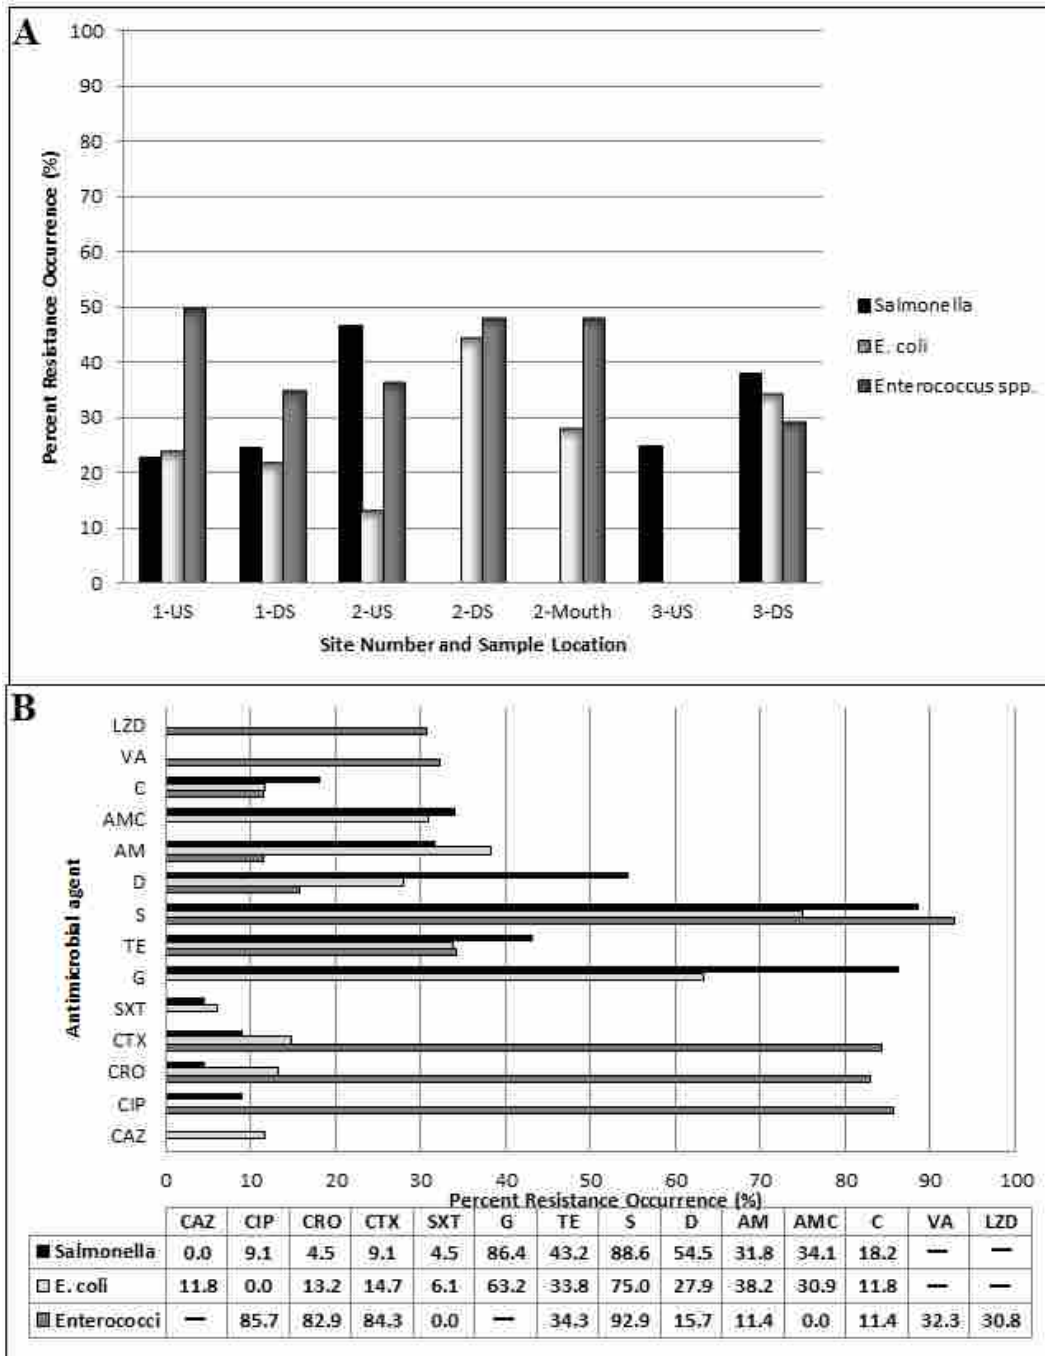 A
100
90
80
70
60
50
40
30
20
10
0
Percent Resistance Occurrence (%)
1-US 1-DS 2-US 2-DS 2-Mouth 3-US 3-DS
Site Number and Sample Location
Salmonella
E. coli
Enterococcus spp.
B
LZD
VA
C
AMC
AM
D
S
TE
G
SXT
CTX
CRO
CIP
CAZ
Antimicrobial agent
0 10 20 30 40 50 60 70 80 90 100
Percent Resistance Occurrence (%)
CAZ CIP CRO CTX SXT G TE S D AM AMC C VA LZD
Salmonella 0.0 9.1 4.5 9.1 4.5 86.4 43.2 88.6 54.5 31.8 34.1 18.2 — —
E. coli 11.8 0.0 13.2 14.7 6.1 63.2 33.8 75.0 27.9 38.2 30.9 11.8 — —
Enterococci — 85.7 82.9 84.3 0.0 — 34.3 92.9 15.7 11.4 0.0 11.4 32.3 30.8